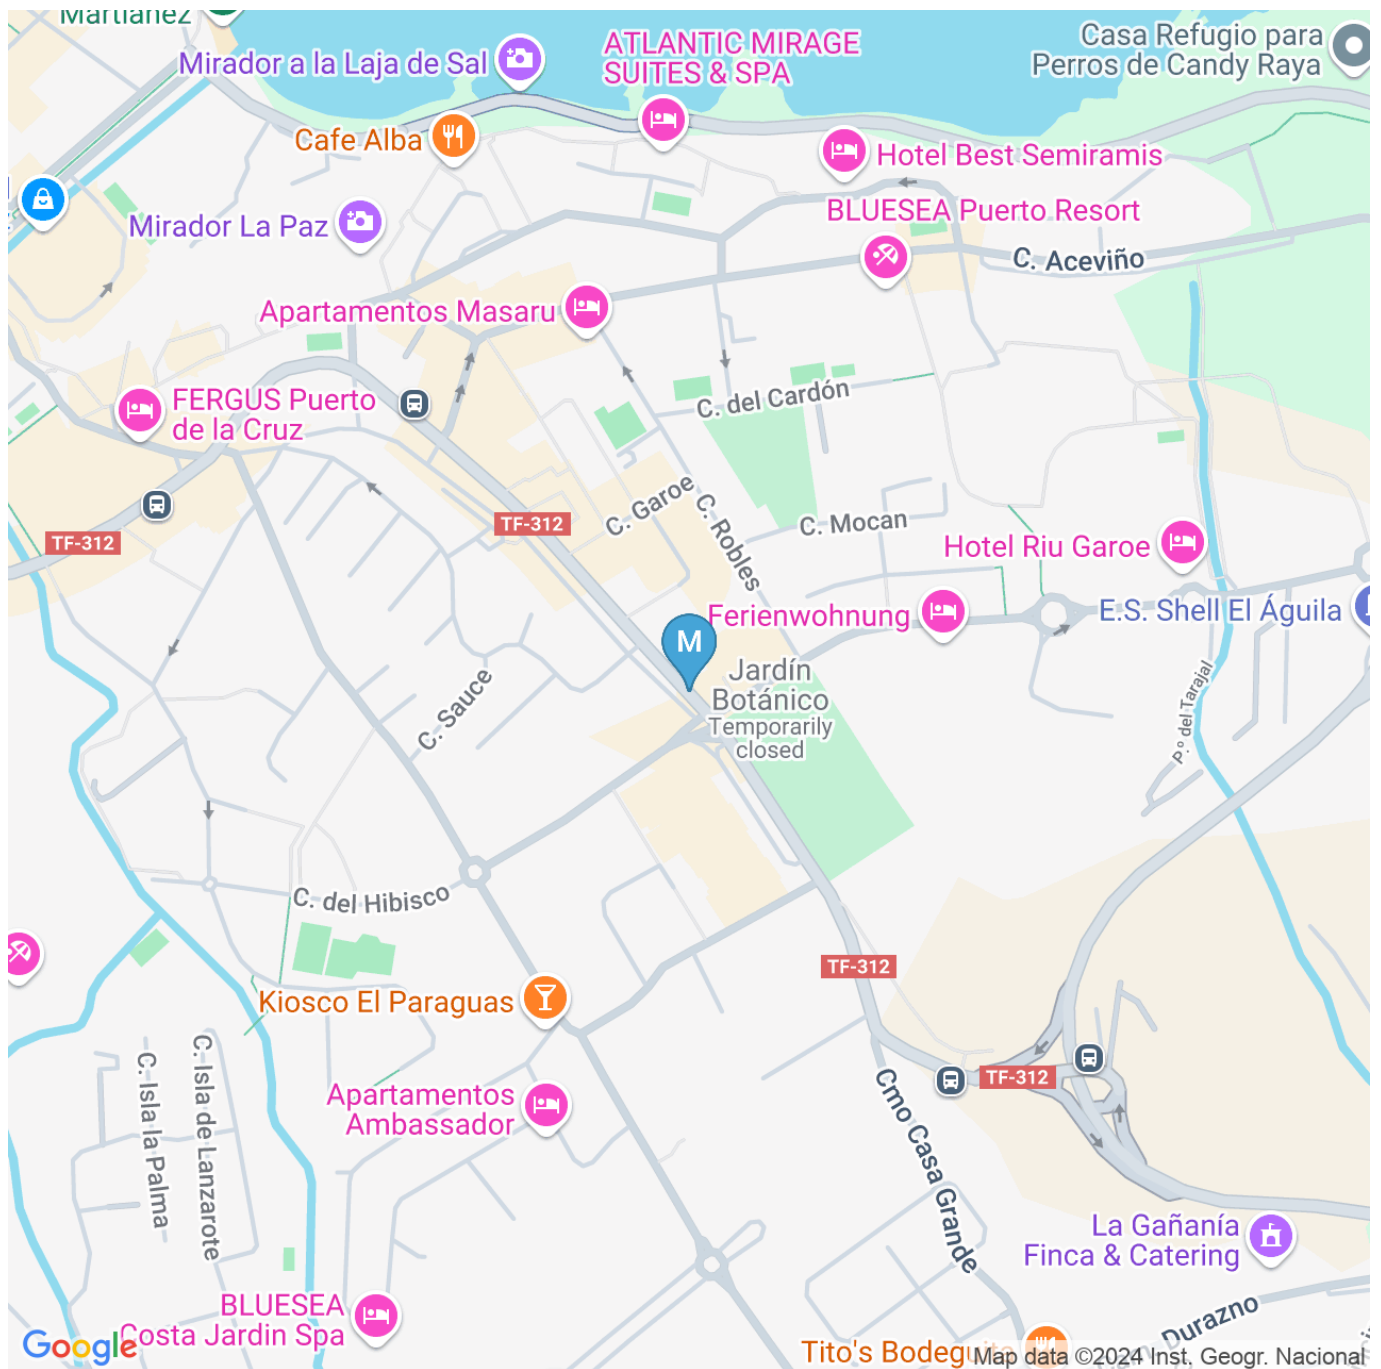 Martiánez
Mirador a la Laja de Sal
ATLANTIC MIRAGE
SUITES & SPA
Casa Refugio para
Perros de Candy Raya
Cafe Alba
Hotel Best Semiramis
Mirador La Paz
BLUESEA Puerto Resort
C. Aceviño
Apartamentos Masaru
FERGUS Puerto
de la Cruz
C. del Cardón
C. Garoe
C. Robles
C. Mocan
TF-312
TF-312
Hotel Riu Garoe
Ferienwohnung
E.S. Shell El Águila
M
Jardín
Botánico
Temporarily
closed
C. Sauce
P.º del Tarajal
C. del Hibisco
TF-312
Kiosco El Paraguas
C. Isla la Palma
C. Isla de Lanzarote
TF-312
Apartamentos
Ambassador
Cmo Casa Grande
La Gañanía
Finca & Catering
BLUESEA
Costa Jardin Spa
Durazno
Google
Tito's
Map data ©2024 Inst. Geogr. Nacional